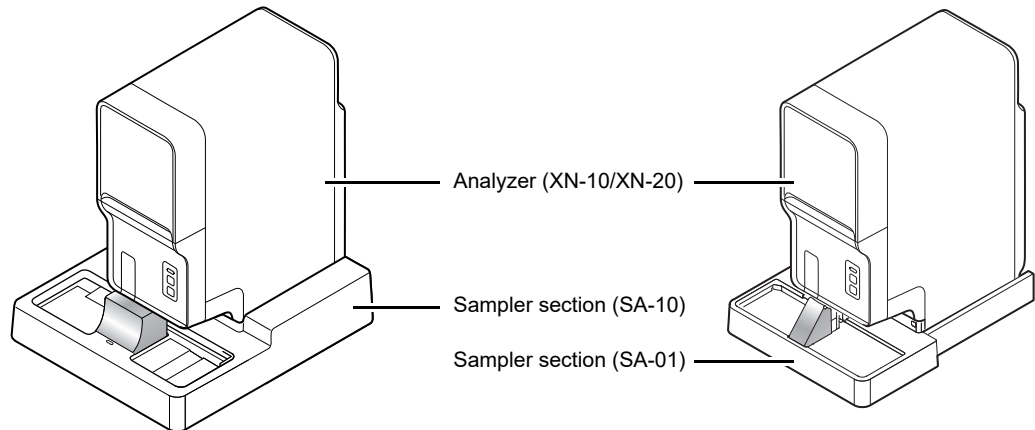 Analyzer (XN-10/XN-20)
Sampler section (SA-10)
Sampler section (SA-01)